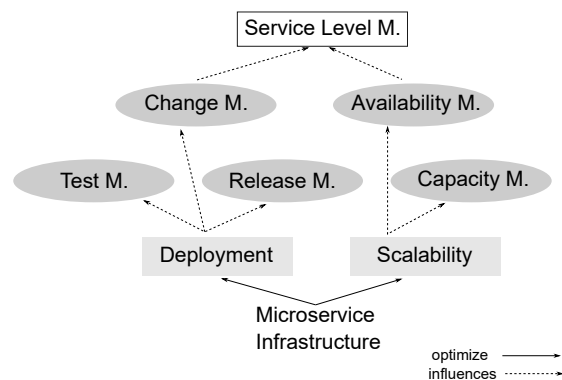 Service Level M.
Change M.
Availability M.
Test M.
Release M.
Capacity M.
Deployment
Scalability
Microservice
Infrastructure
optimize
influences